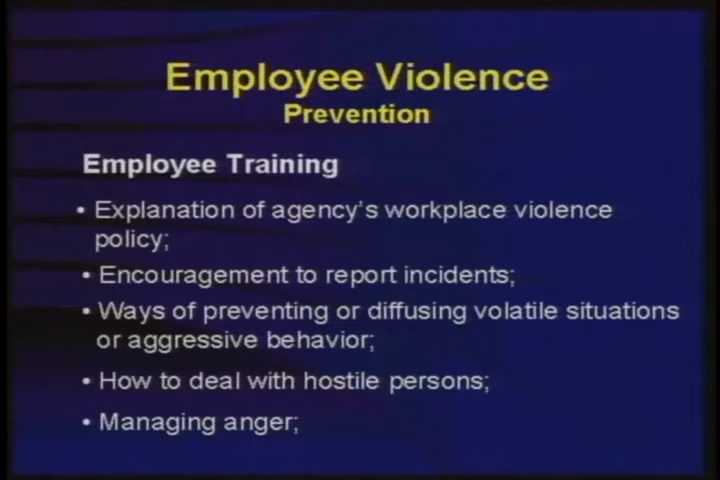 Employee Violence
Prevention
Employee Training
• Explanation of agency's workplace violence
policy;
• Encouragement to report incidents;
• Ways of preventing or diffusing volatile situations
or aggressive behavior;
• How to deal with hostile persons;
• Managing anger;